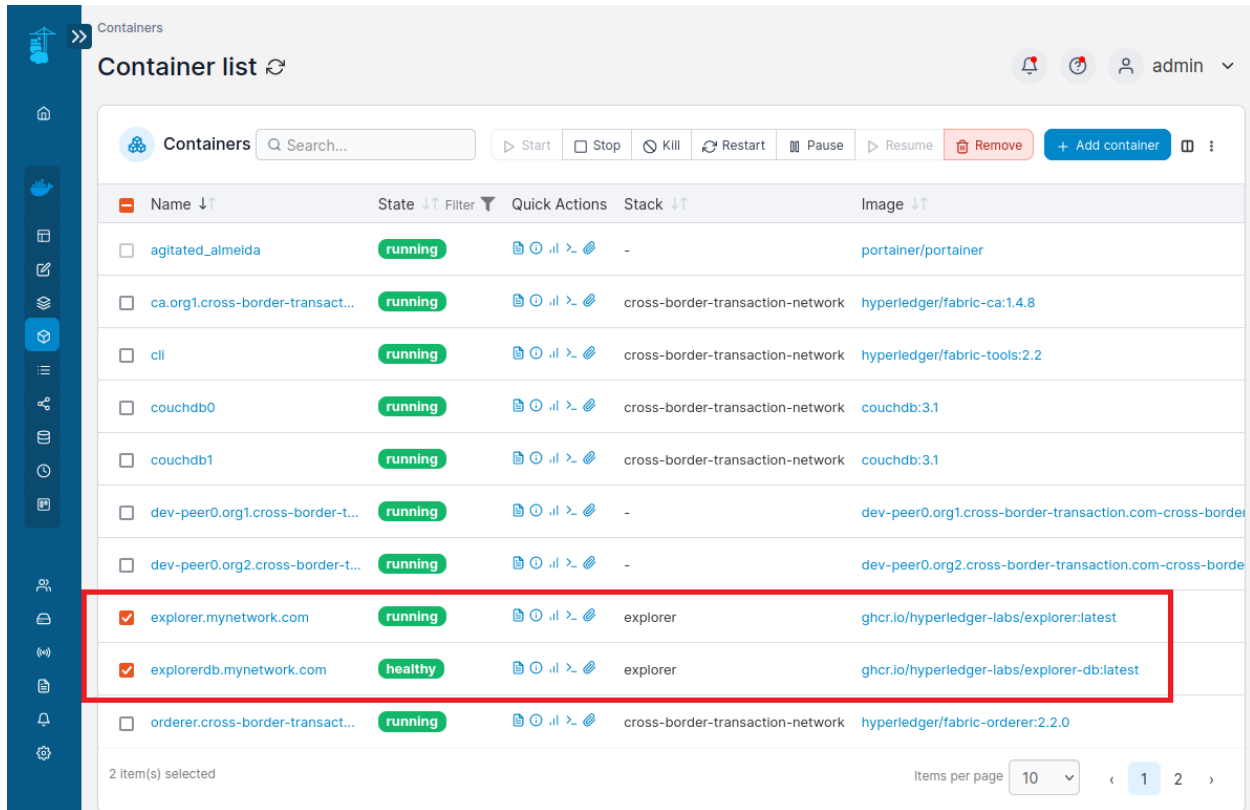 Containers
Container list
admin
Containers Search... Start Stop Kill Restart Pause Resume Remove + Add container
Name State Filter Quick Actions Stack Image
agitated_almeida running - portainer/portainer
ca.org1.cross-border-transact... running cross-border-transaction-network hyperledger/fabric-ca:1.4.8
cli running cross-border-transaction-network hyperledger/fabric-tools:2.2
couchdb0 running cross-border-transaction-network couchdb:3.1
couchdb1 running cross-border-transaction-network couchdb:3.1
dev-peer0.org1.cross-border-t... running - dev-peer0.org1.cross-border-transaction.com-cross-border
dev-peer0.org2.cross-border-t... running - dev-peer0.org2.cross-border-transaction.com-cross-borde
explorer.mynetwork.com running explorer ghcr.io/hyperledger-labs/explorer:latest
explorerdb.mynetwork.com healthy explorer ghcr.io/hyperledger-labs/explorer-db:latest
orderer.cross-border-transact... running cross-border-transaction-network hyperledger/fabric-orderer:2.2.0
2 item(s) selected Items per page 10 ‹ 1 2 ›